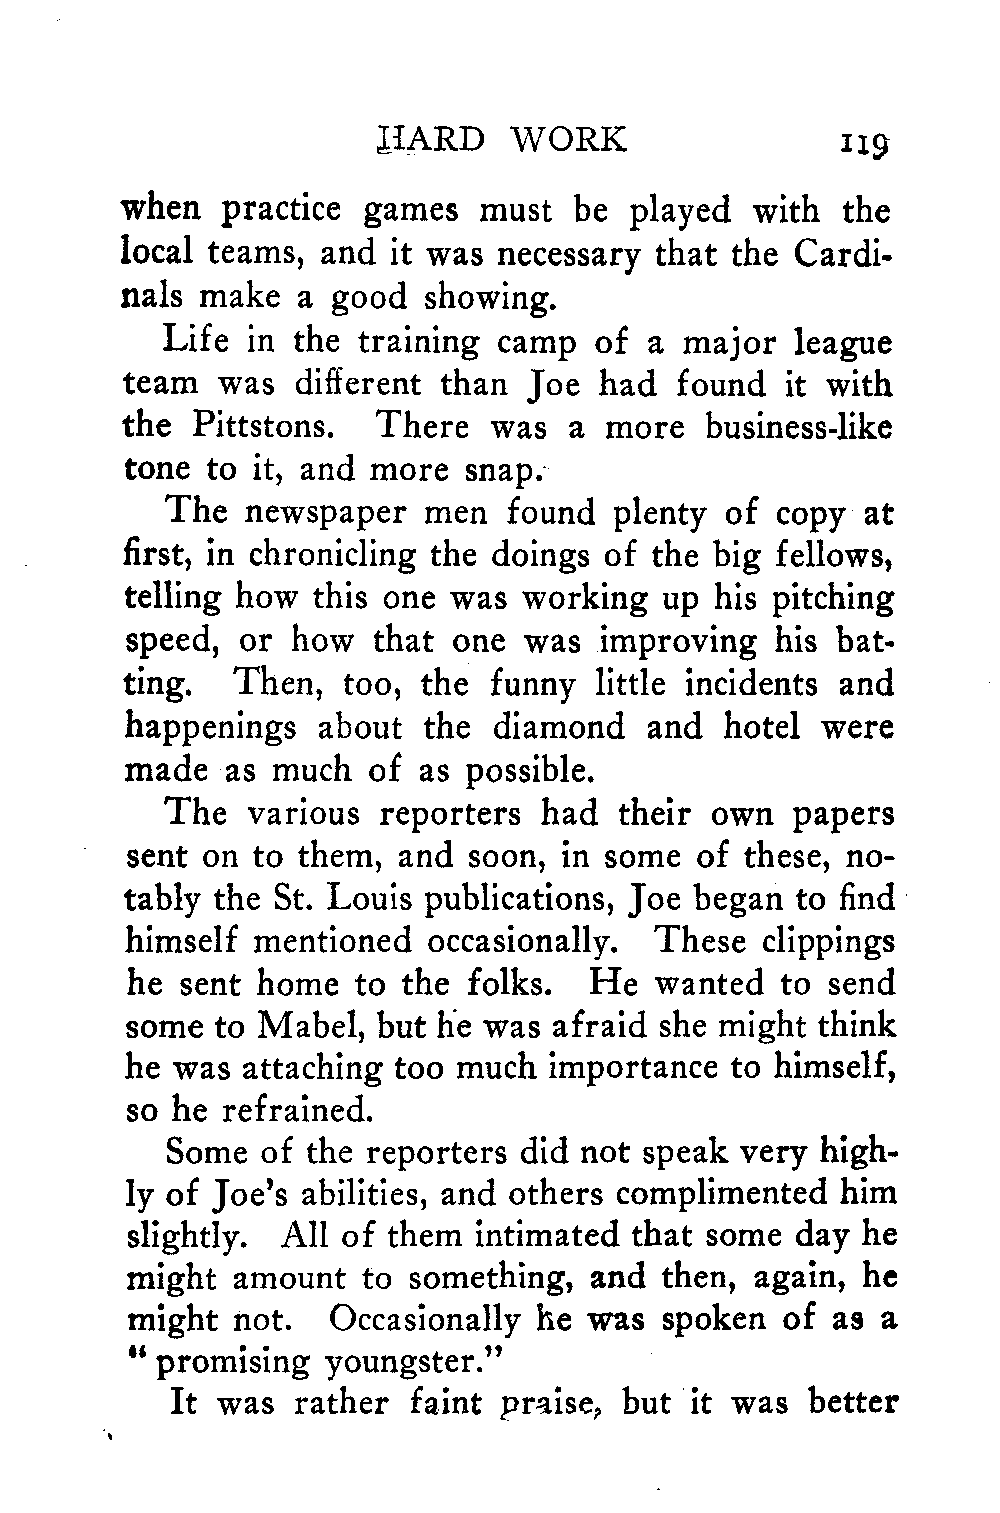 HARD WORK 119
when practice games must be played with the
local teams, and it was necessary that the Cardi-
nals make a good showing.
Life in the training camp of a major league
team was different than Joe had found it with
the Pittstons. There was a more business-like
tone to it, and more snap.
The newspaper men found plenty of copy at
first, in chronicling the doings of the big fellows,
telling how this one was working up his pitching
speed, or how that one was improving his bat-
ting. Then, too, the funny little incidents and
happenings about the diamond and hotel were
made as much of as possible.
The various reporters had their own papers
sent on to them, and soon, in some of these, no-
tably the St. Louis publications, Joe began to find
himself mentioned occasionally. These clippings
he sent home to the folks. He wanted to send
some to Mabel, but he was afraid she might think
he was attaching too much importance to himself,
so he refrained.
Some of the reporters did not speak very high-
ly of Joe's abilities, and others complimented him
slightly. All of them intimated that some day he
might amount to something, and then, again, he
might not. Occasionally he was spoken of as a
" promising youngster."
It was rather faint praise, but it was better